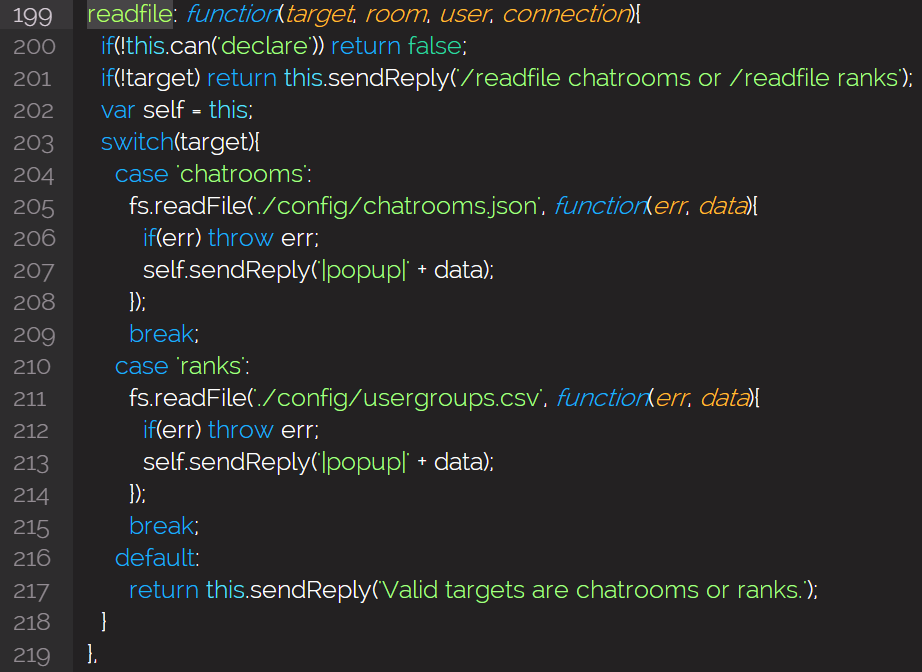 199 readfile: function(target, room, user, connection){
200 if(!this.can('declare')) return false;
201 if(!target) return this.sendReply('/readfile chatrooms or /readfile ranks');
202 var self = this;
203 switch(target){
204 case 'chatrooms':
205 fs.readFile('./config/chatrooms.json', function(err, data){
206 if(err) throw err;
207 self.sendReply('|popup|' + data);
208 });
209 break;
210 case 'ranks':
211 fs.readFile('./config/usergroups.csv', function(err, data){
212 if(err) throw err;
213 self.sendReply('|popup|' + data);
214 });
215 break;
216 default:
217 return this.sendReply('Valid targets are chatrooms or ranks.');
218 }
219 },